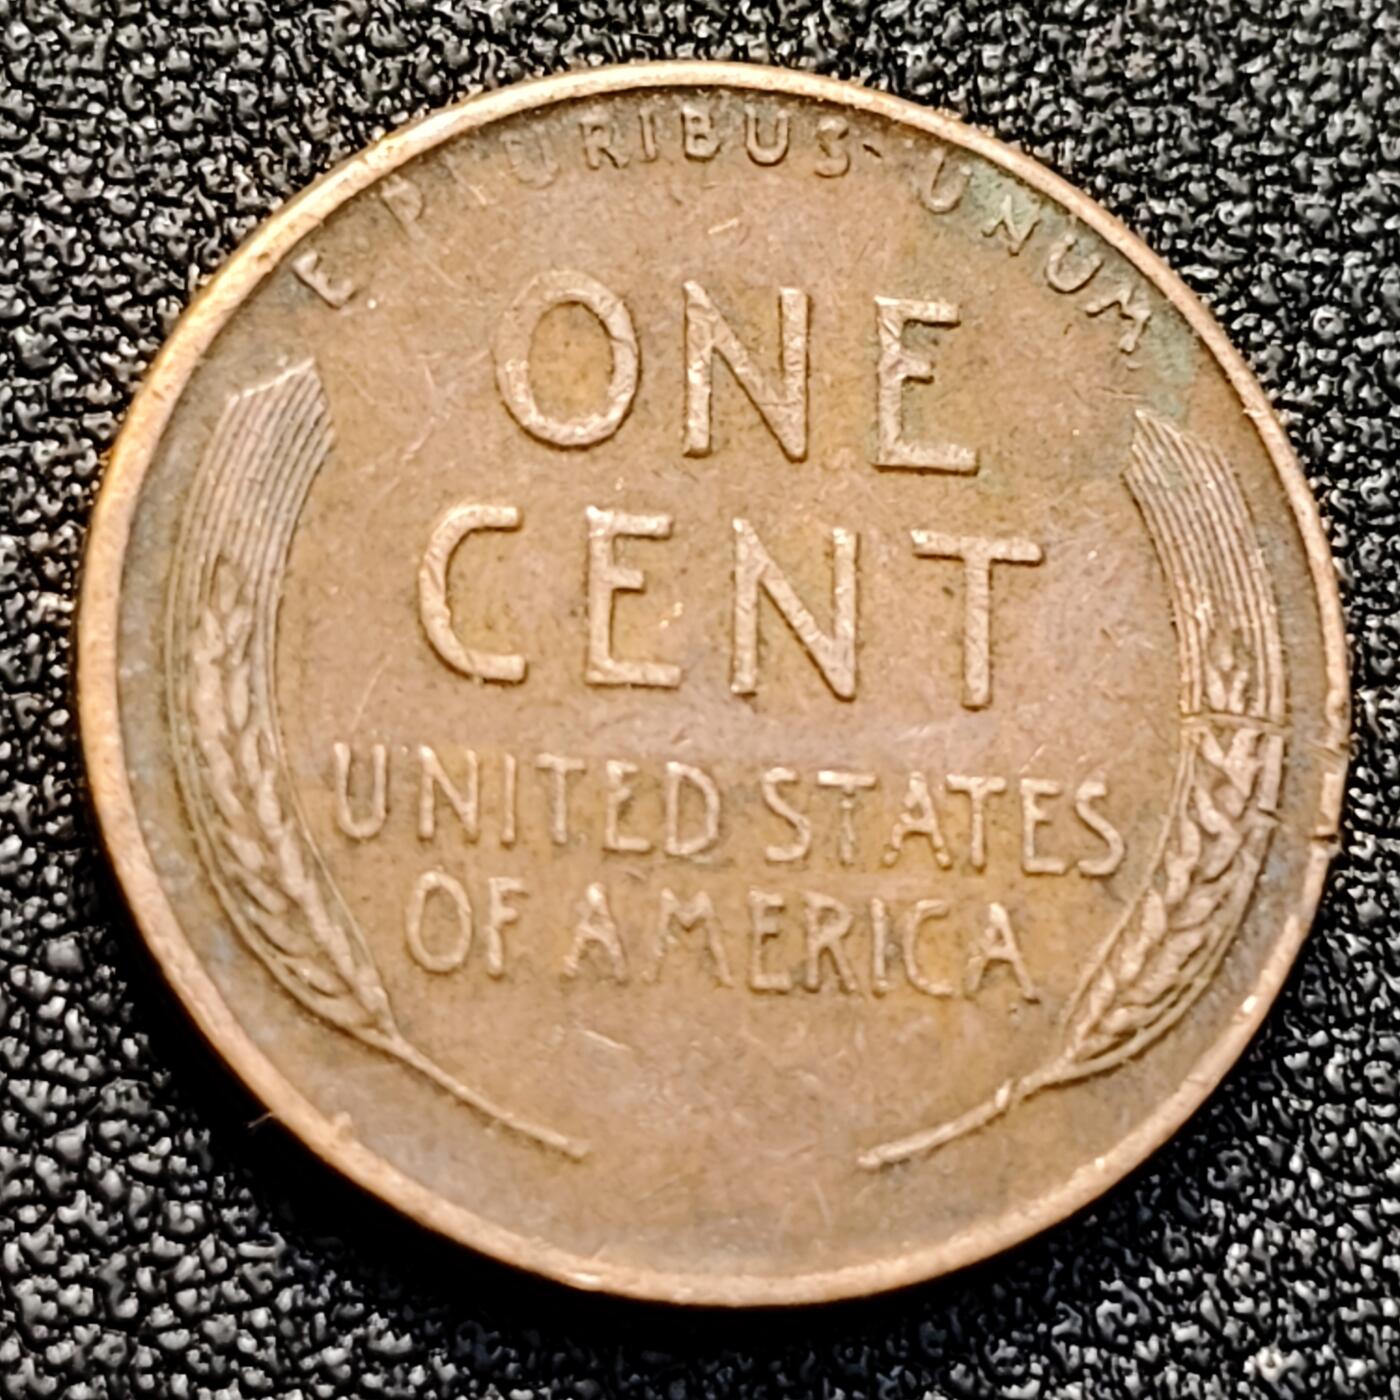 E·PLURIBUS·UNUM
ONE
CENT
UNITED STATES
OF AMERICA